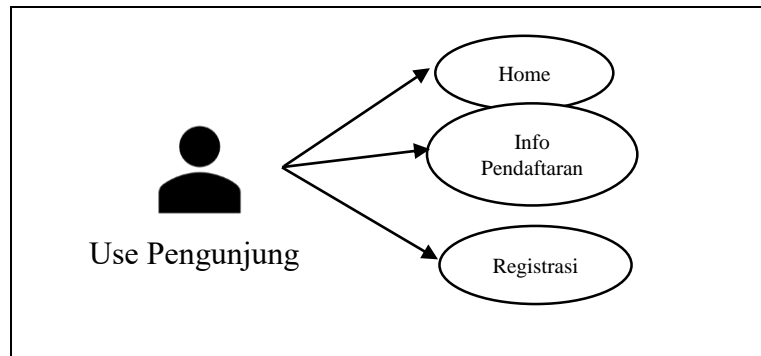 Home
Info
Pendaftaran
Use Pengunjung
Registrasi